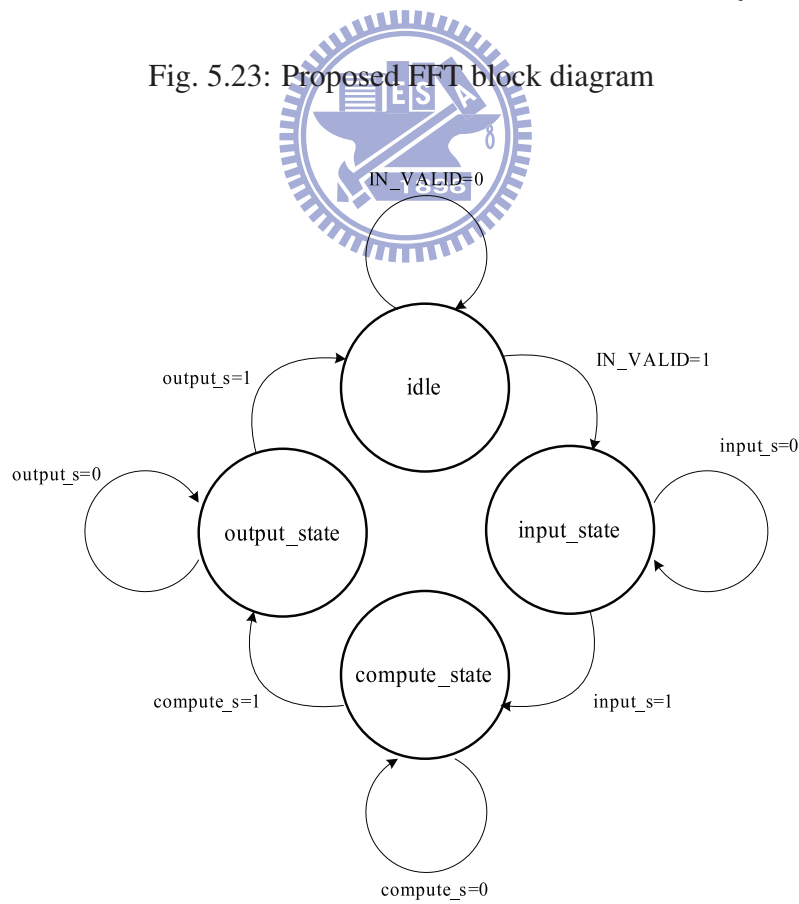 Fig. 5.23: Proposed FFT block diagram
E S A
1896
IN_VALID=0
idle
IN_VALID=1
output_s=1
input_s=0
output_s=0
output_state
input_state
compute_state
compute_s=1
input_s=1
compute_s=0